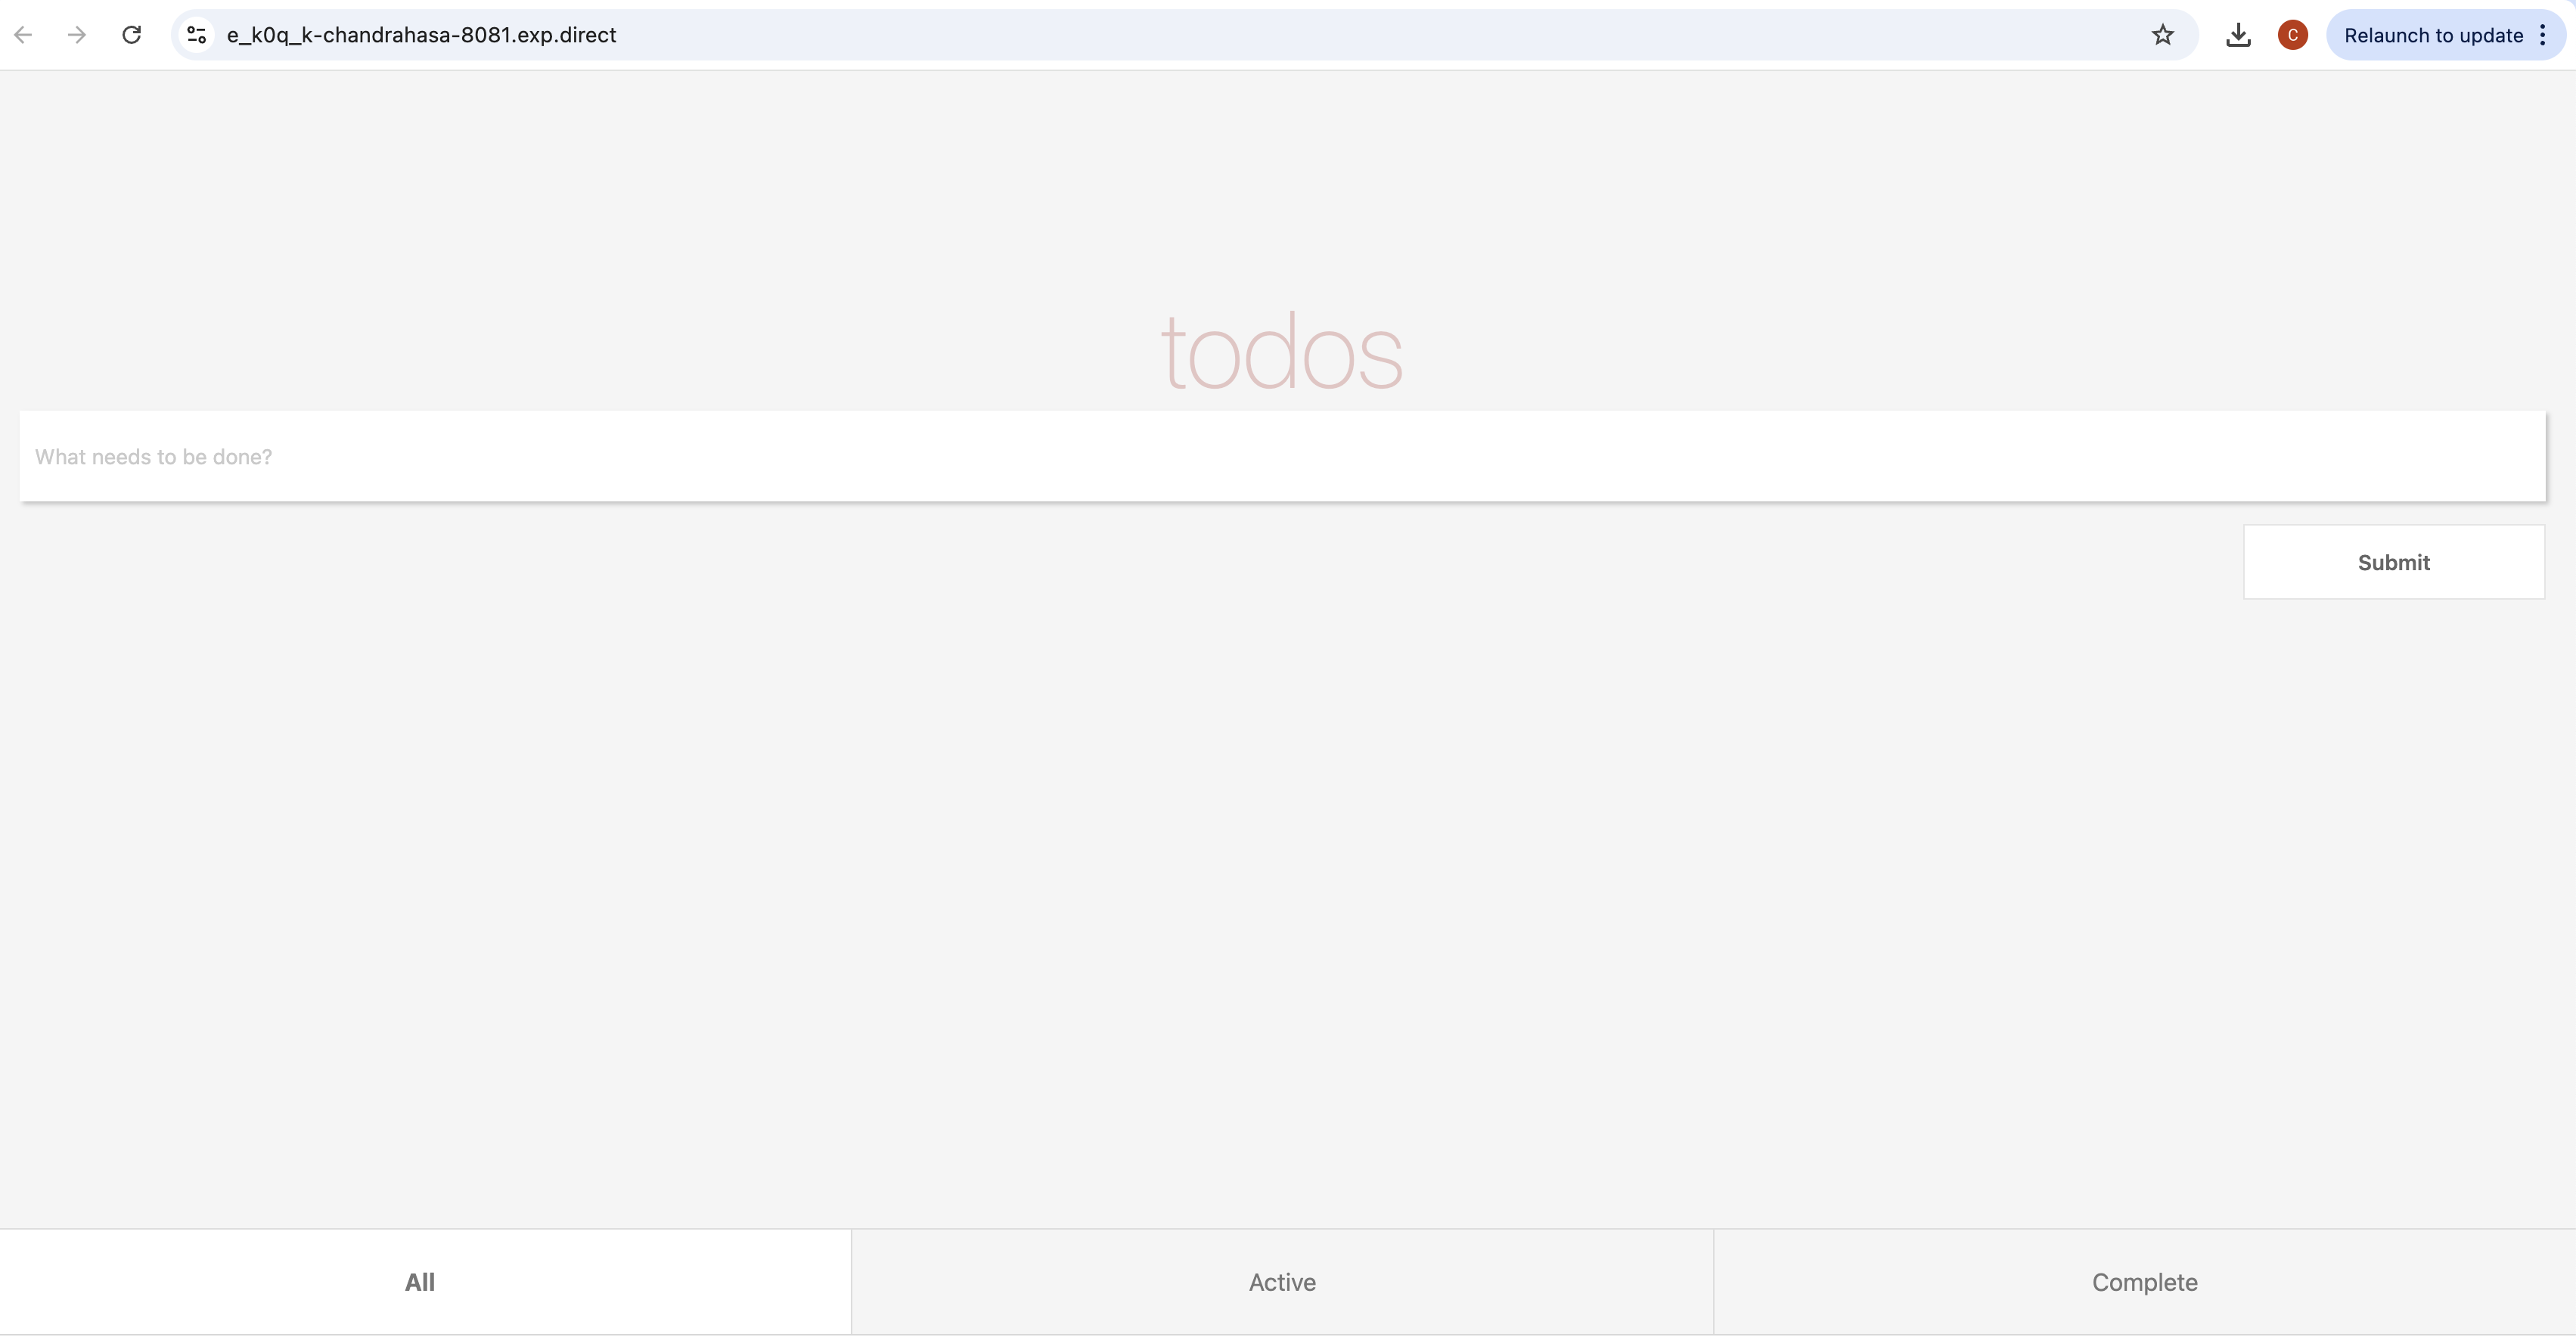 e_k0q_k-chandrahasa-8081.exp.direct
C
Relaunch to update
todos
What needs to be done?
Submit
All
Active
Complete